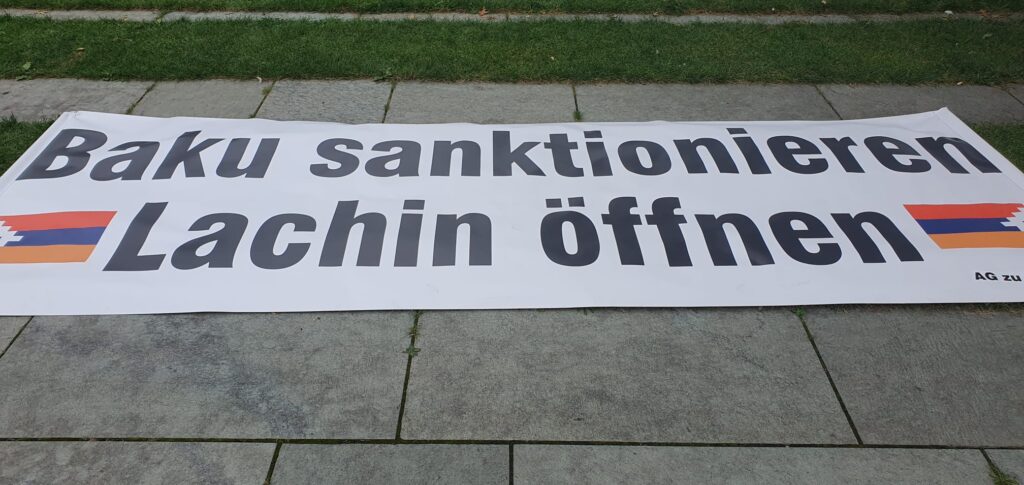 Baku sanktionieren
Lachin öffnen
AG zu